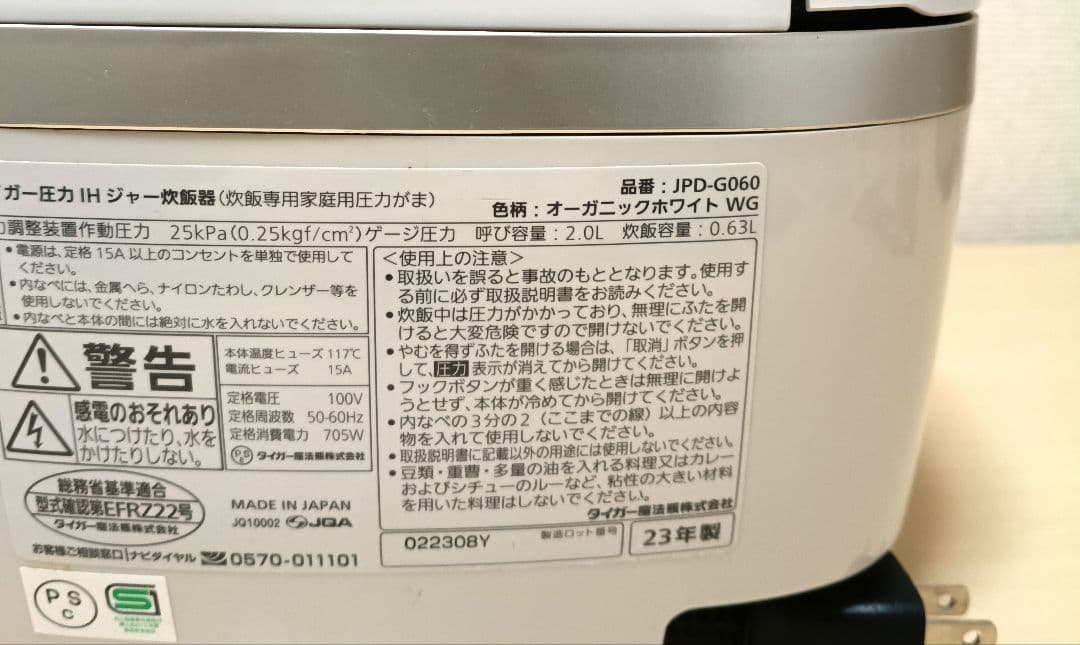 ガー圧力IHジャー炊飯器(炊飯専用家庭用圧力がま)
品番：JPD-G060
色柄：オーガニックホワイト WG
調整装置作動圧力 25kPa(0.25kgf/cm²)ゲージ圧力 呼び容量：2.0L 炊飯容量：0.63L
•電源は、定格15A以上のコンセントを単独で使用して
ください。
•内なべには、金属へら、ナイロンたわし、クレンザー等を
使用しないでください。
•内なべと本体の間には絶対に水を入れないでください。
警告
感電のおそれあり
水につけたり、水を
かけたりしない。
本体温度ヒューズ 117℃
電流ヒューズ 15A
定格電圧 100V
定格周波数 50-60Hz
定格消費電力 705W
PSE タイガー魔法瓶株式会社
総務省基準適合
型式確認第EFRZ22号
タイガー魔法瓶株式会社
MADE IN JAPAN
JQ10002 JQA
お客様ご相談窓口|ナビダイヤル 0570-011101
＜使用上の注意＞
•取扱いを誤ると事故のもととなります。使用す
る前に必ず取扱説明書をお読みください。
•炊飯中は圧力がかかっており、無理にふたを開
けると大変危険ですので開けないでください。
•やむを得ずふたを開ける場合は、「取消」ボタンを押
して、圧力表示が消えてから開けてください。
•フックボタンが重く感じたときは無理に開けよ
うとせず、本体が冷めてから開けてください。
•内なべの3分の2(ここまでの線)以上の内容
物を入れて使用しないでください。
•取扱説明書に記載以外の用途には使用しないでください。
•豆類・重曹・多量の油を入れる料理又はカレー
およびシチューのルーなど、粘性の大きい材料
を用いた料理はしないでください。
タイガー魔法瓶株式会社
022308Y
製造ロット番号
23年製
PS
C
S